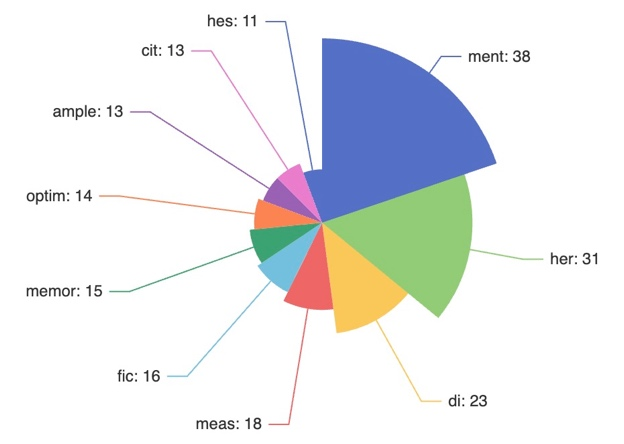 hes: 11
ment: 38
cit: 13
ample: 13
optim: 14
her: 31
memor: 15
fic: 16
di: 23
meas: 18